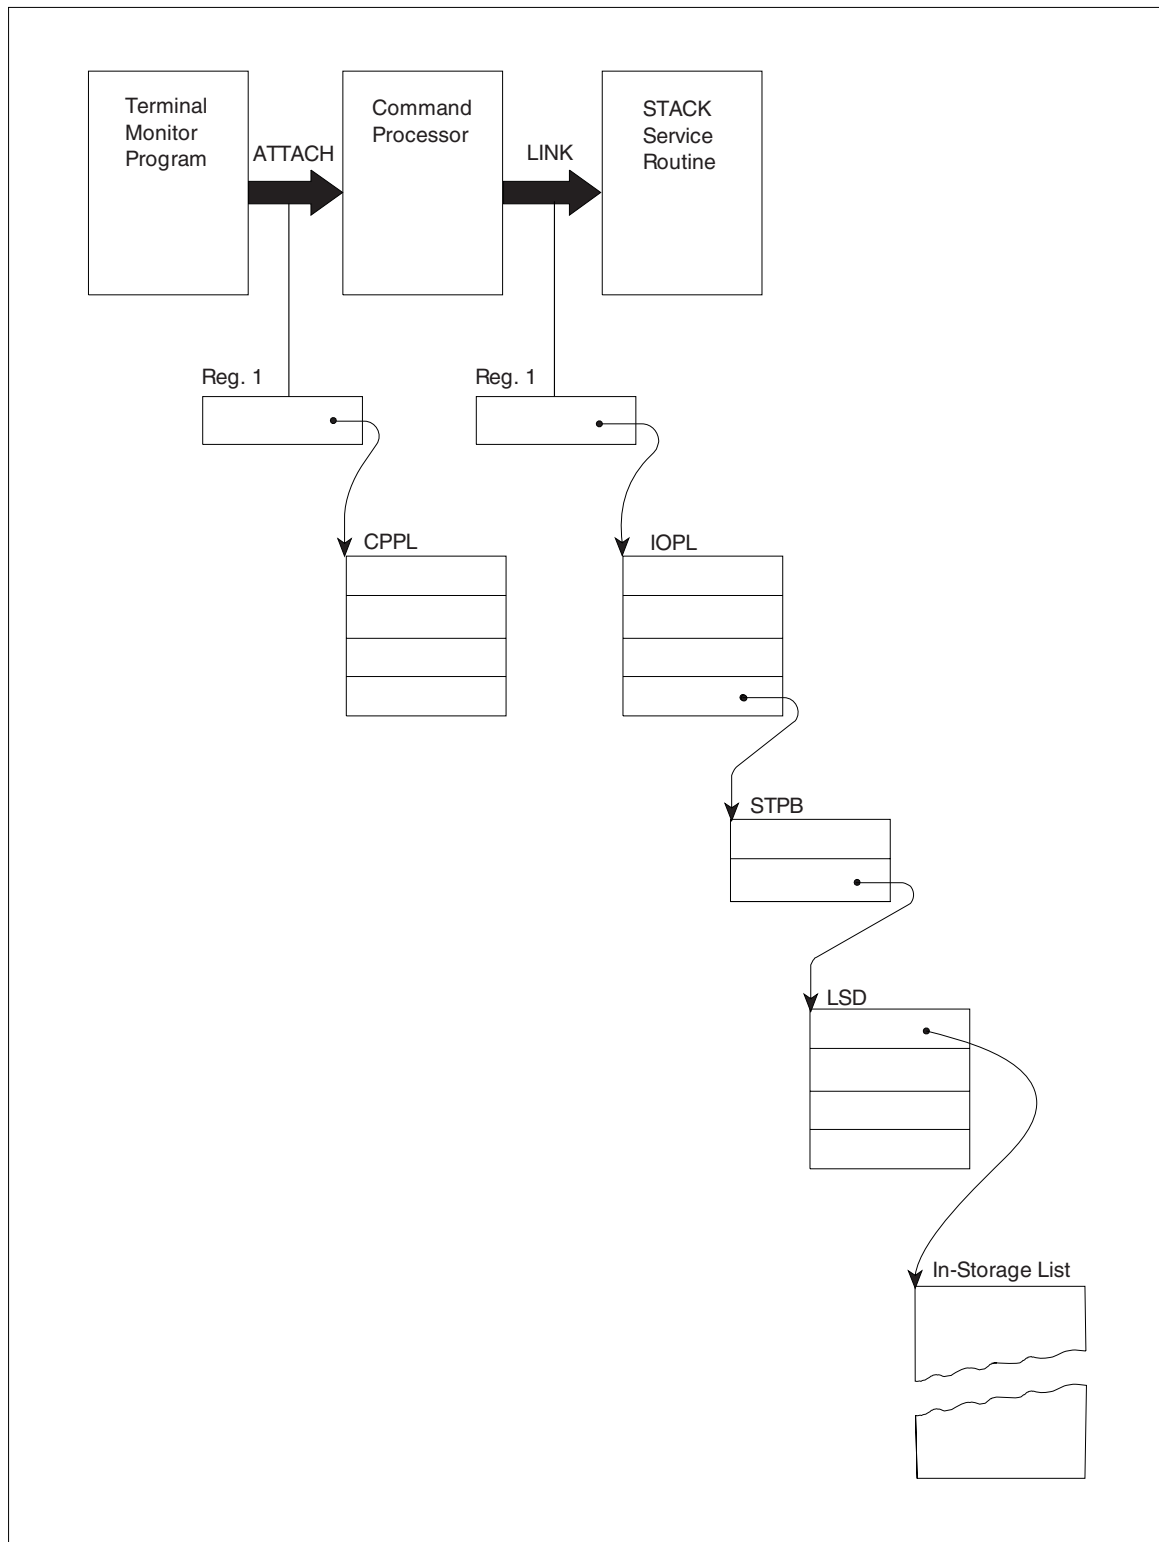 Terminal
Monitor
Program
ATTACH
Command
Processor
LINK
STACK
Service
Routine
Reg. 1
Reg. 1
CPPL
IOPL
STPB
LSD
In-Storage List